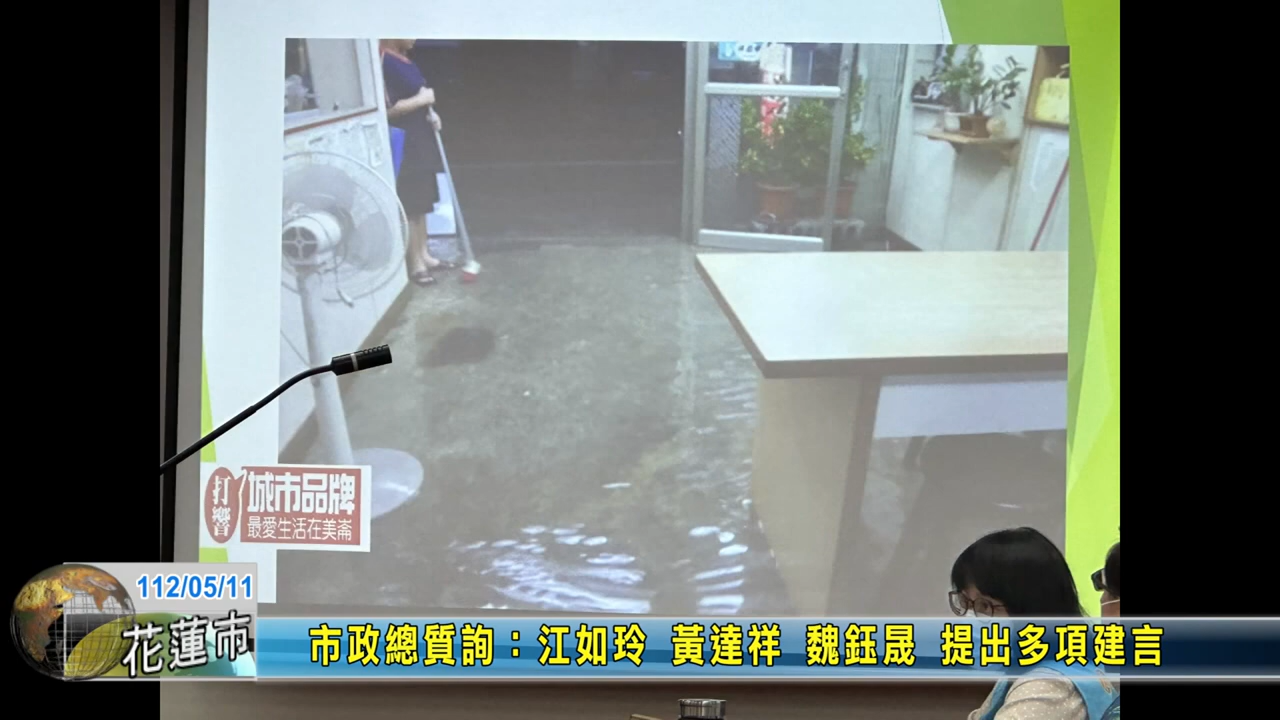 打響
城市品牌
最愛生活在美崙
112/05/11
花蓮市
市政總質詢：江如玲 黃達祥 魏鈺晟 提出多項建言